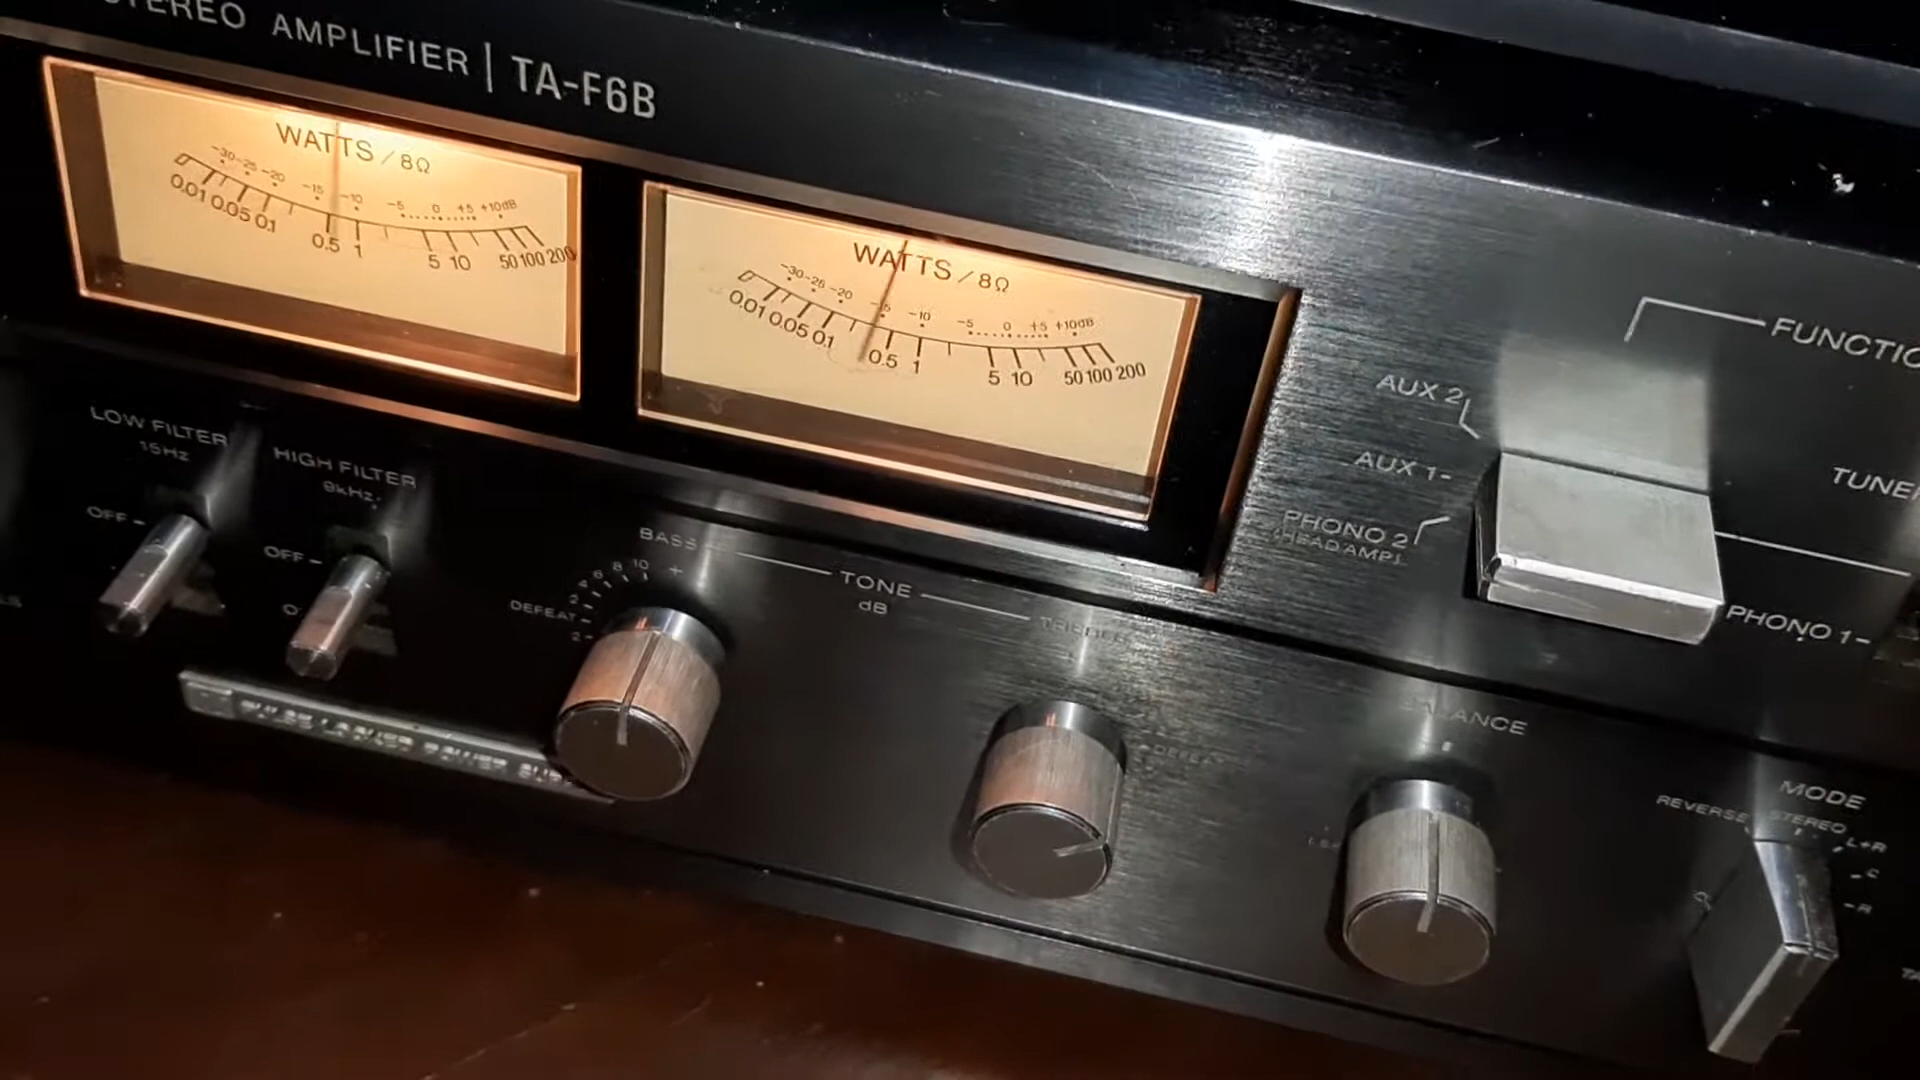 STEREO AMPLIFIER | TA-F6B
WATTS / 8Ω
-30 -25 -20 -15 -10 -5 0 +5 +10dB
0.01 0.05 0.1 0.5 1 5 10 50 100 200
WATTS / 8Ω
-30 -25 -20 -15 -10 -5 0 +5 +10dB
0.01 0.05 0.1 0.5 1 5 10 50 100 200
FUNCTIO
AUX 2
AUX 1
PHONO 2
(HEAD AMP)
TUNE
PHONO 1
LOW FILTER
15Hz
OFF
HIGH FILTER
9kHz
OFF
BASS
TONE
dB
TREBLE
DEFEAT
2 4 6 8 10 +
2
DEFEAT
BALANCE
MODE
REVERSE
STEREO
L+R
R